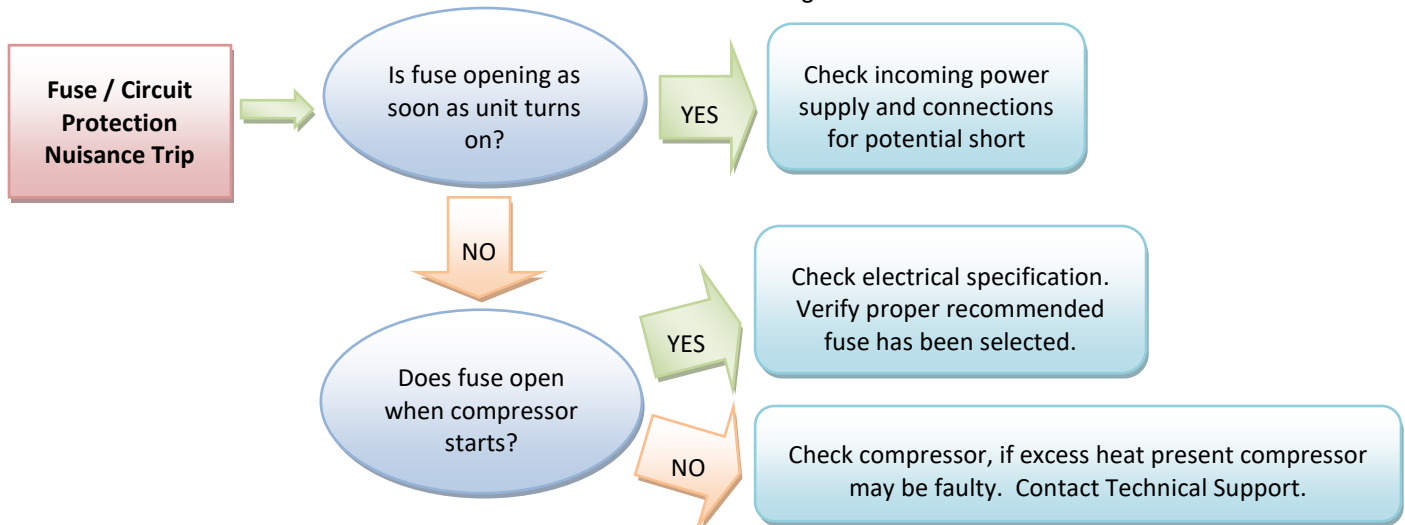 Fuse / Circuit
Protection
Nuisance Trip
Is fuse opening as
soon as unit turns
on?
YES
Check incoming power
supply and connections
for potential short
NO
Does fuse open
when compressor
starts?
YES
Check electrical specification.
Verify proper recommended
fuse has been selected.
NO
Check compressor, if excess heat present compressor
may be faulty.  Contact Technical Support.